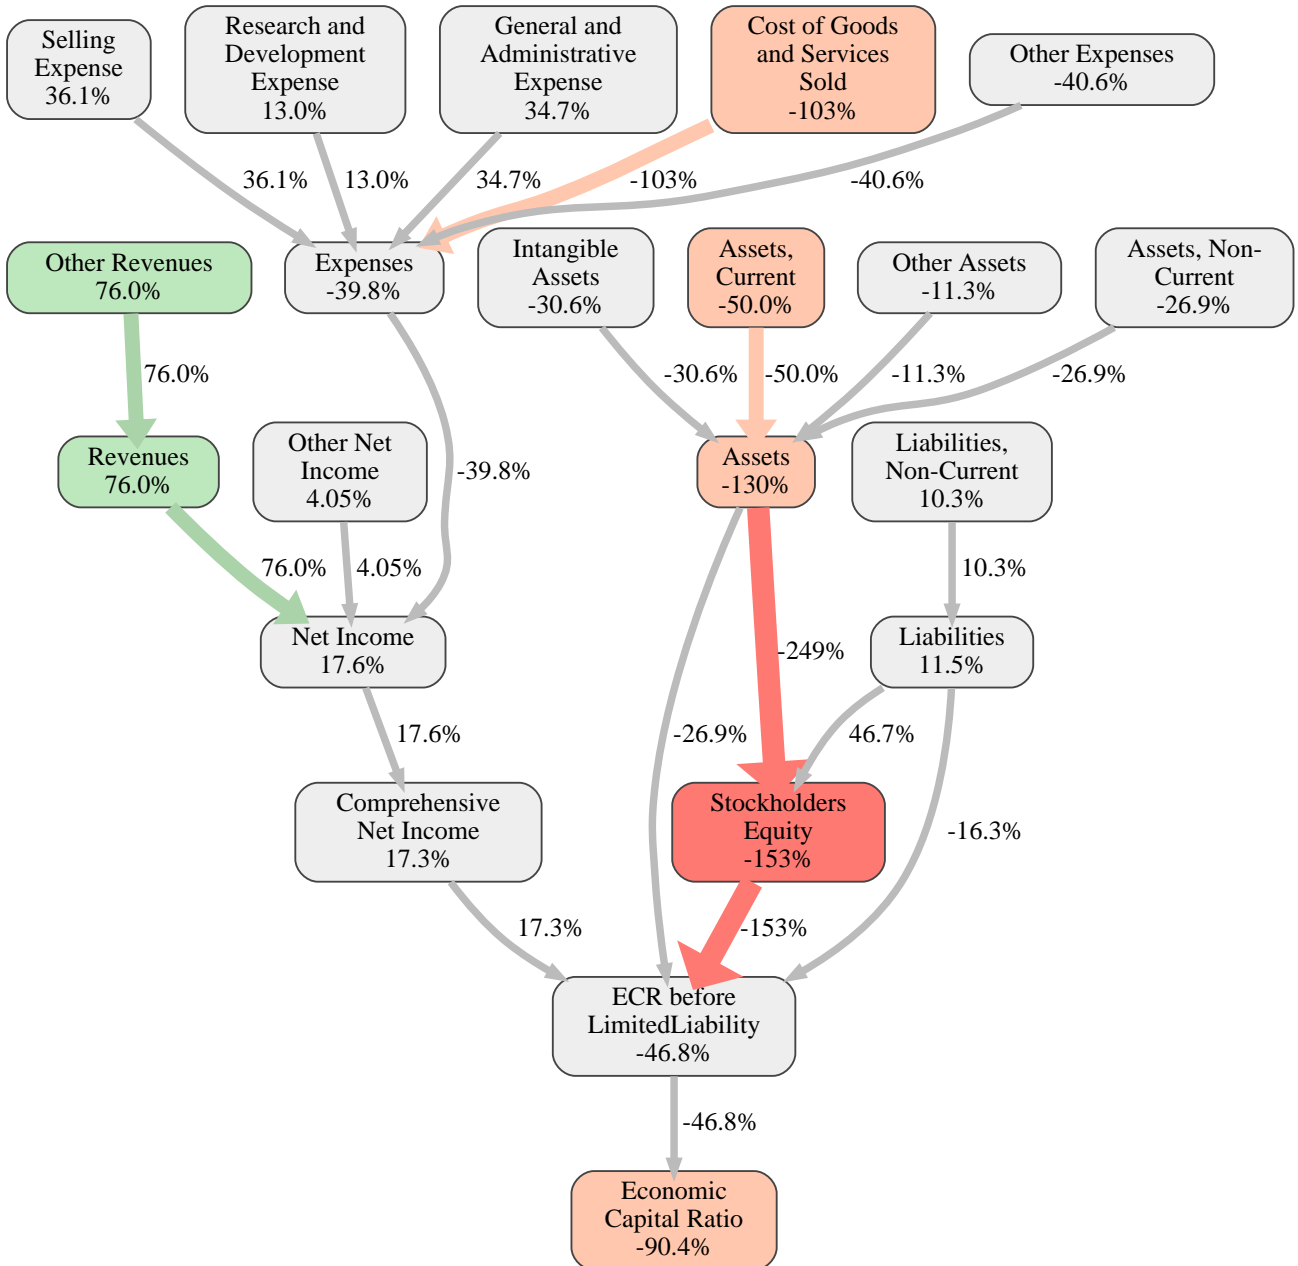 Selling
Expense
36.1%
Research and
Development
Expense
13.0%
General and
Administrative
Expense
34.7%
Cost of Goods
and Services
Sold
-103%
Other Expenses
-40.6%
36.1%
13.0%
34.7%
-103%
-40.6%
Other Revenues
76.0%
Expenses
-39.8%
Intangible
Assets
-30.6%
Assets,
Current
-50.0%
Other Assets
-11.3%
Assets, Non-
Current
-26.9%
76.0%
-30.6%
-50.0%
-11.3%
-26.9%
Revenues
76.0%
Other Net
Income
4.05%
-39.8%
Assets
-130%
Liabilities,
Non-Current
10.3%
76.0%
4.05%
10.3%
Net Income
17.6%
-249%
Liabilities
11.5%
17.6%
-26.9%
46.7%
Comprehensive
Net Income
17.3%
Stockholders
Equity
-153%
-16.3%
17.3%
-153%
ECR before
LimitedLiability
-46.8%
-46.8%
Economic
Capital Ratio
-90.4%